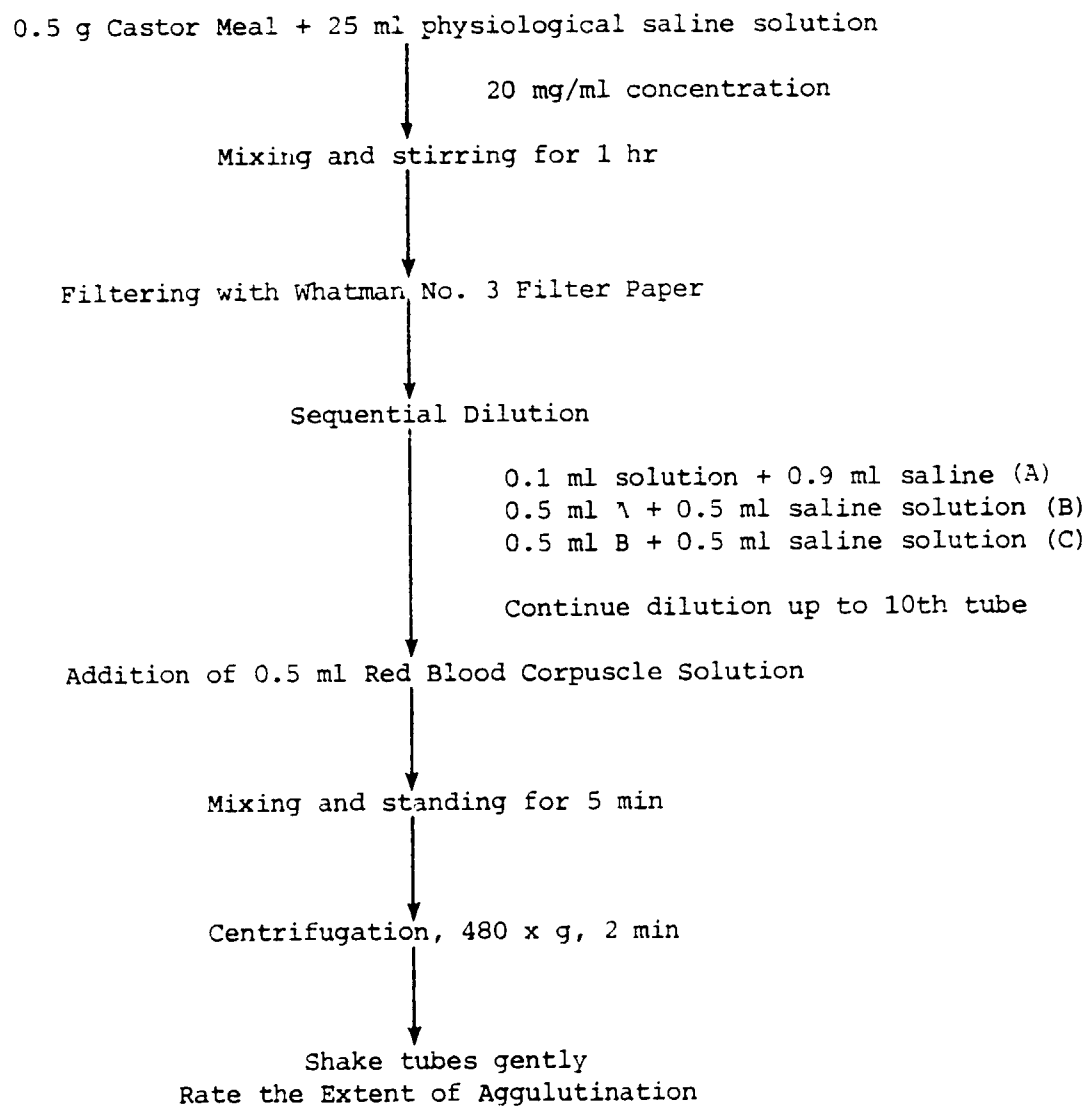 0.5 g Castor Meal + 25 ml physiological saline solution
20 mg/ml concentration
Mixing and stirring for 1 hr
Filtering with Whatman No. 3 Filter Paper
Sequential Dilution
0.1 ml solution + 0.9 ml saline (A)
0.5 ml A + 0.5 ml saline solution (B)
0.5 ml B + 0.5 ml saline solution (C)
Continue dilution up to 10th tube
Addition of 0.5 ml Red Blood Corpuscle Solution
Mixing and standing for 5 min
Centrifugation, 480 x g, 2 min
Shake tubes gently
Rate the Extent of Aggulutination